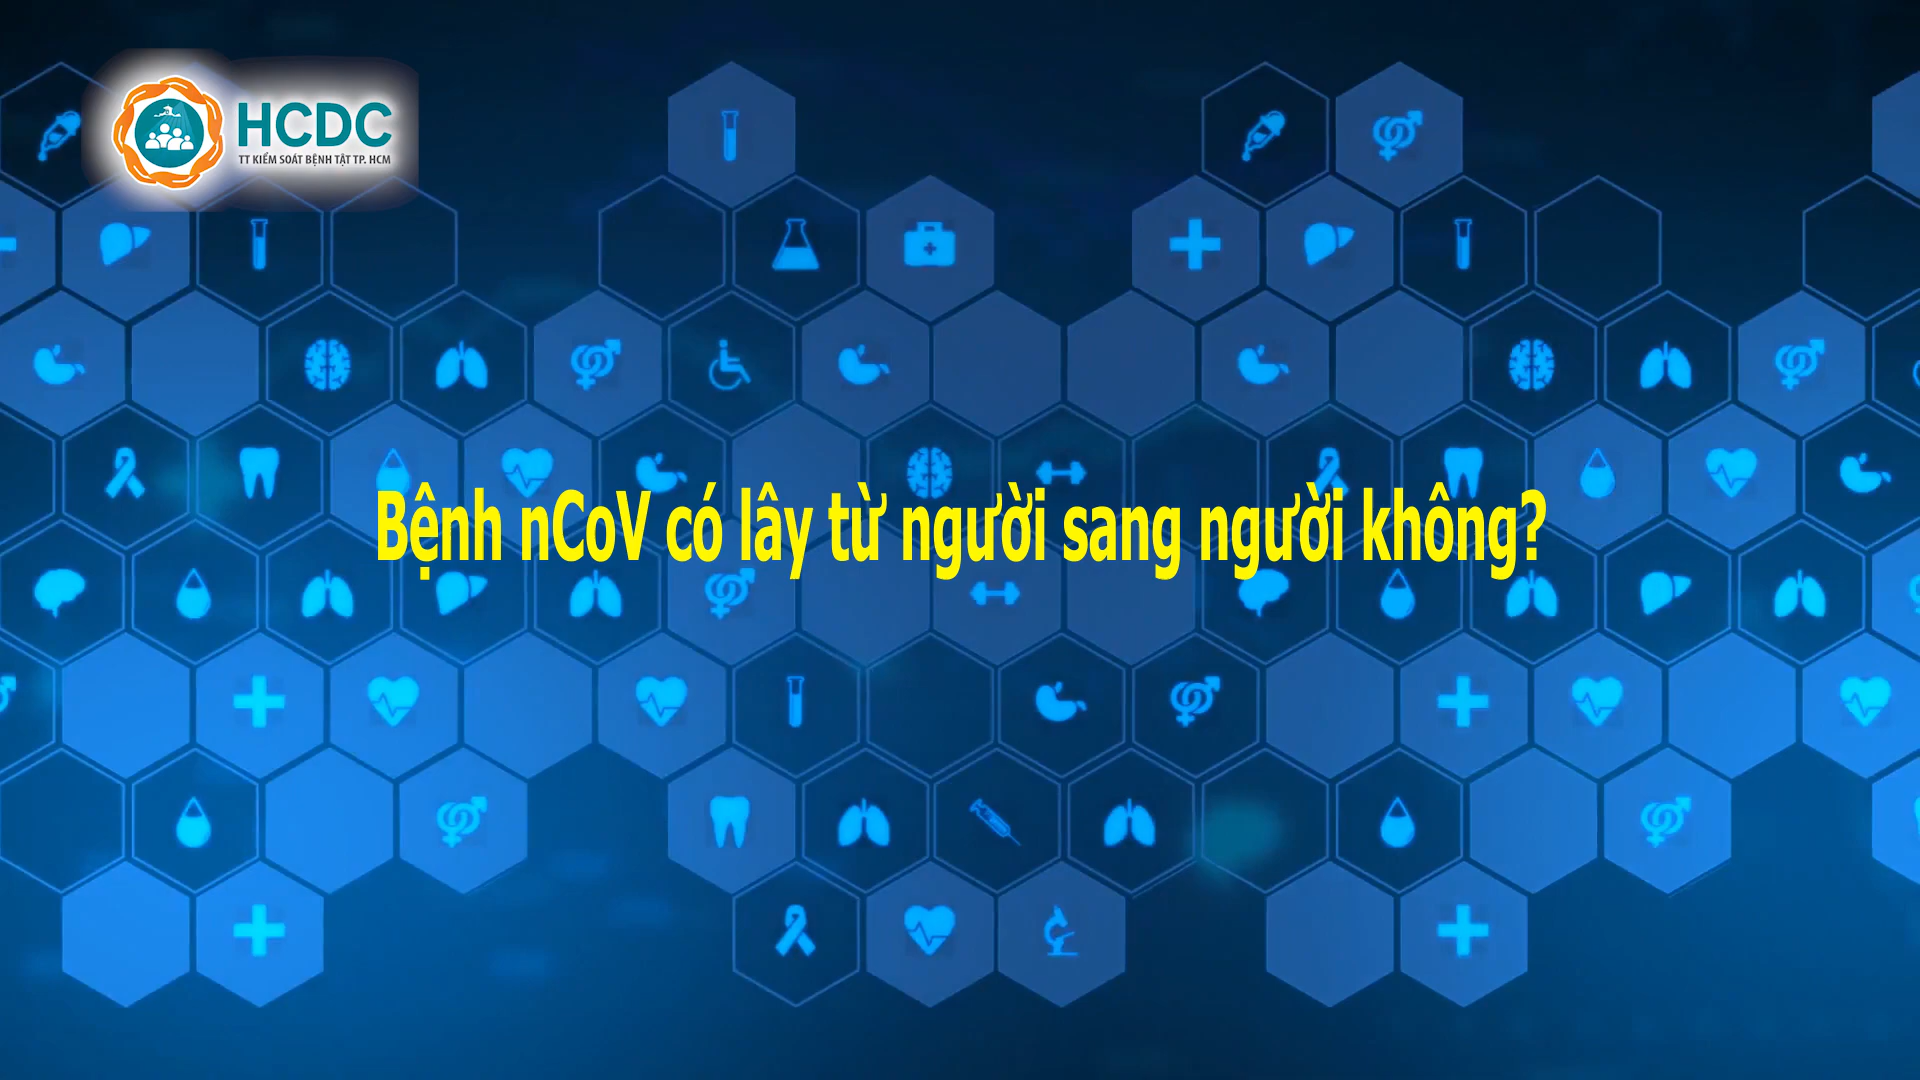 HCDC
TT KIỂM SOÁT BỆNH TẬT TP. HCM
Bệnh nCoV có lây từ người sang người không?